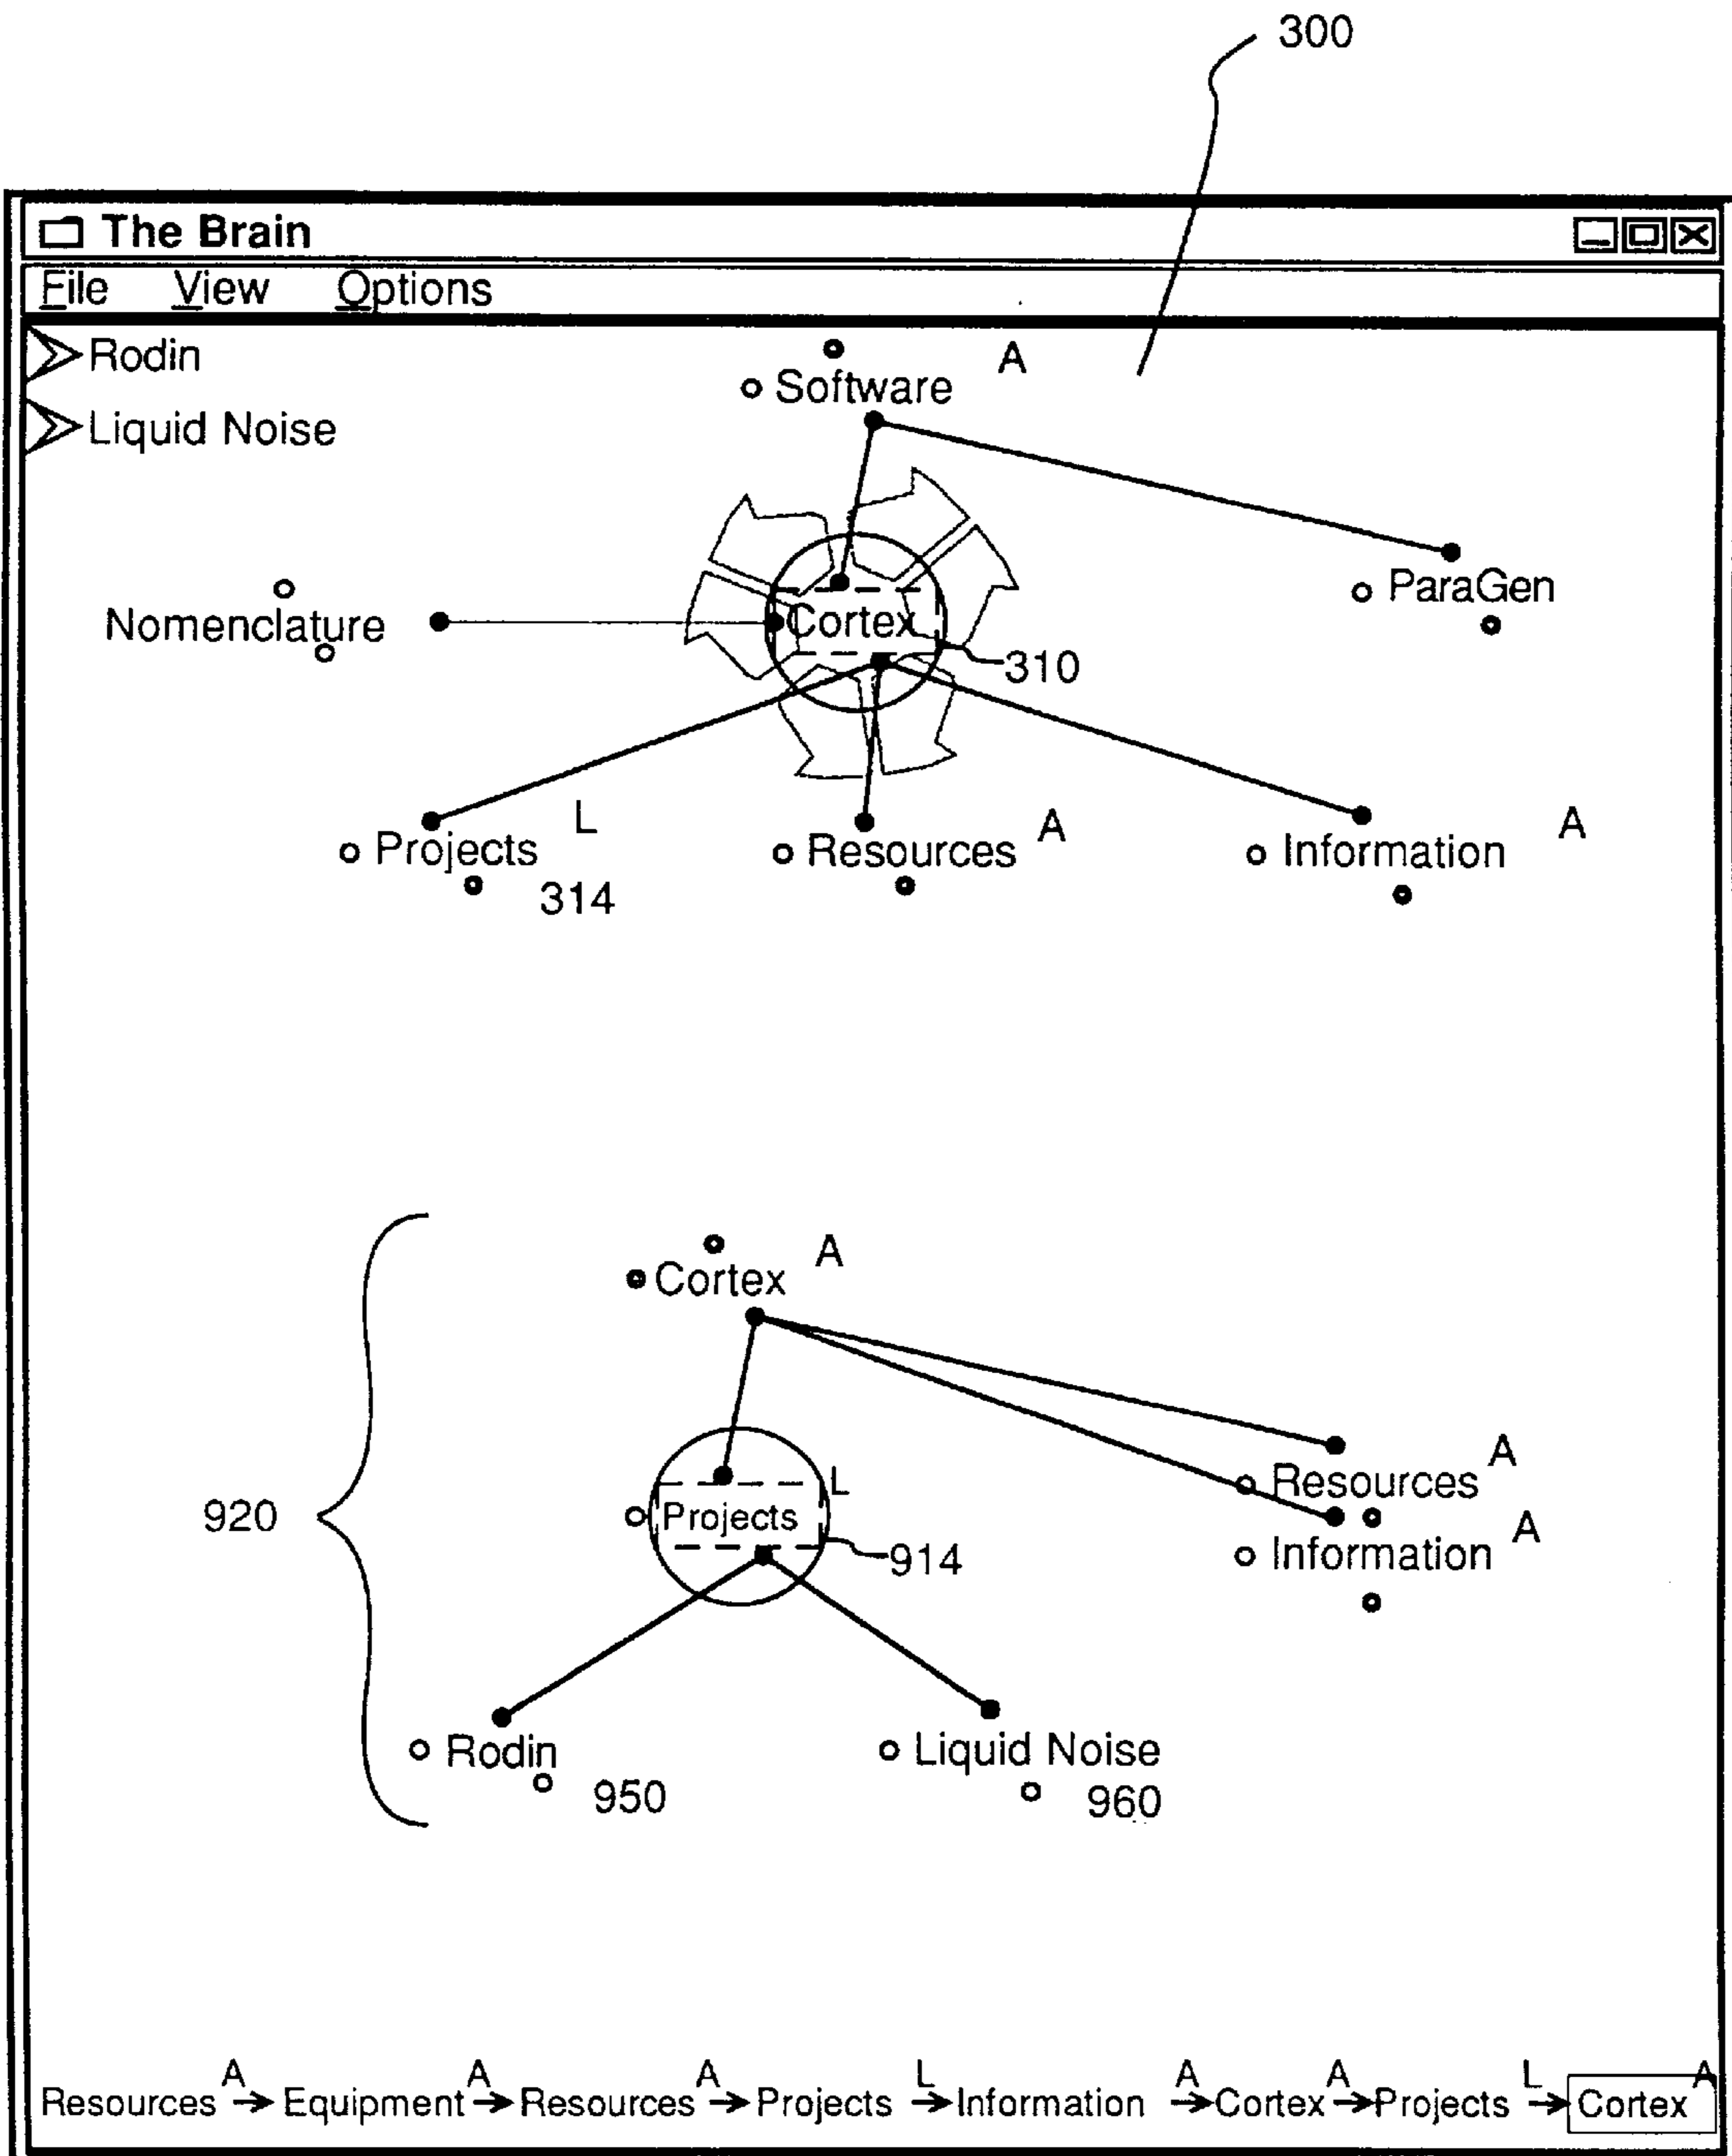 300
The Brain
File View Options
Rodin
Software A
Liquid Noise
ParaGen
Nomenclature
Cortex
310
Projects L
Resources A
Information A
314
Cortex A
Resources A
Projects L
920
Information A
914
Rodin
Liquid Noise
950
960
A A A L A A L A
Resources → Equipment → Resources → Projects → Information → Cortex → Projects → Cortex